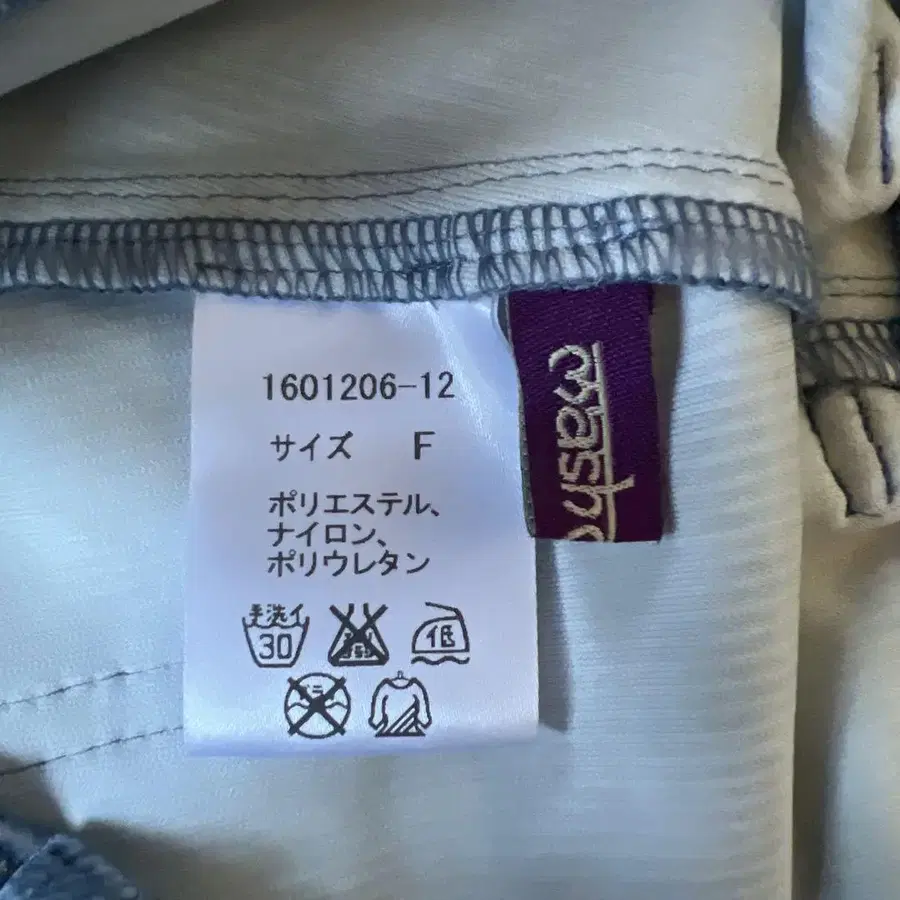 1601206-12
サイズ F
ポリエステル、
ナイロン、
ポリウレタン
手洗イ
30
低